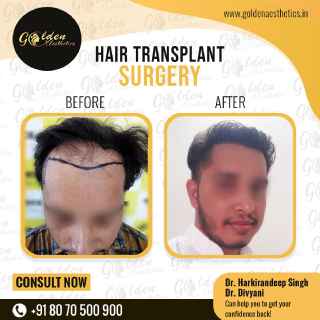 Golden
Aesthetics
www.goldenaesthetics.in
HAIR TRANSPLANT
SURGERY
BEFORE
AFTER
CONSULT NOW
+91 80 70 500 900
Dr. Harkirandeep Singh
Dr. Divyani
Can help you to get your
confidence back!